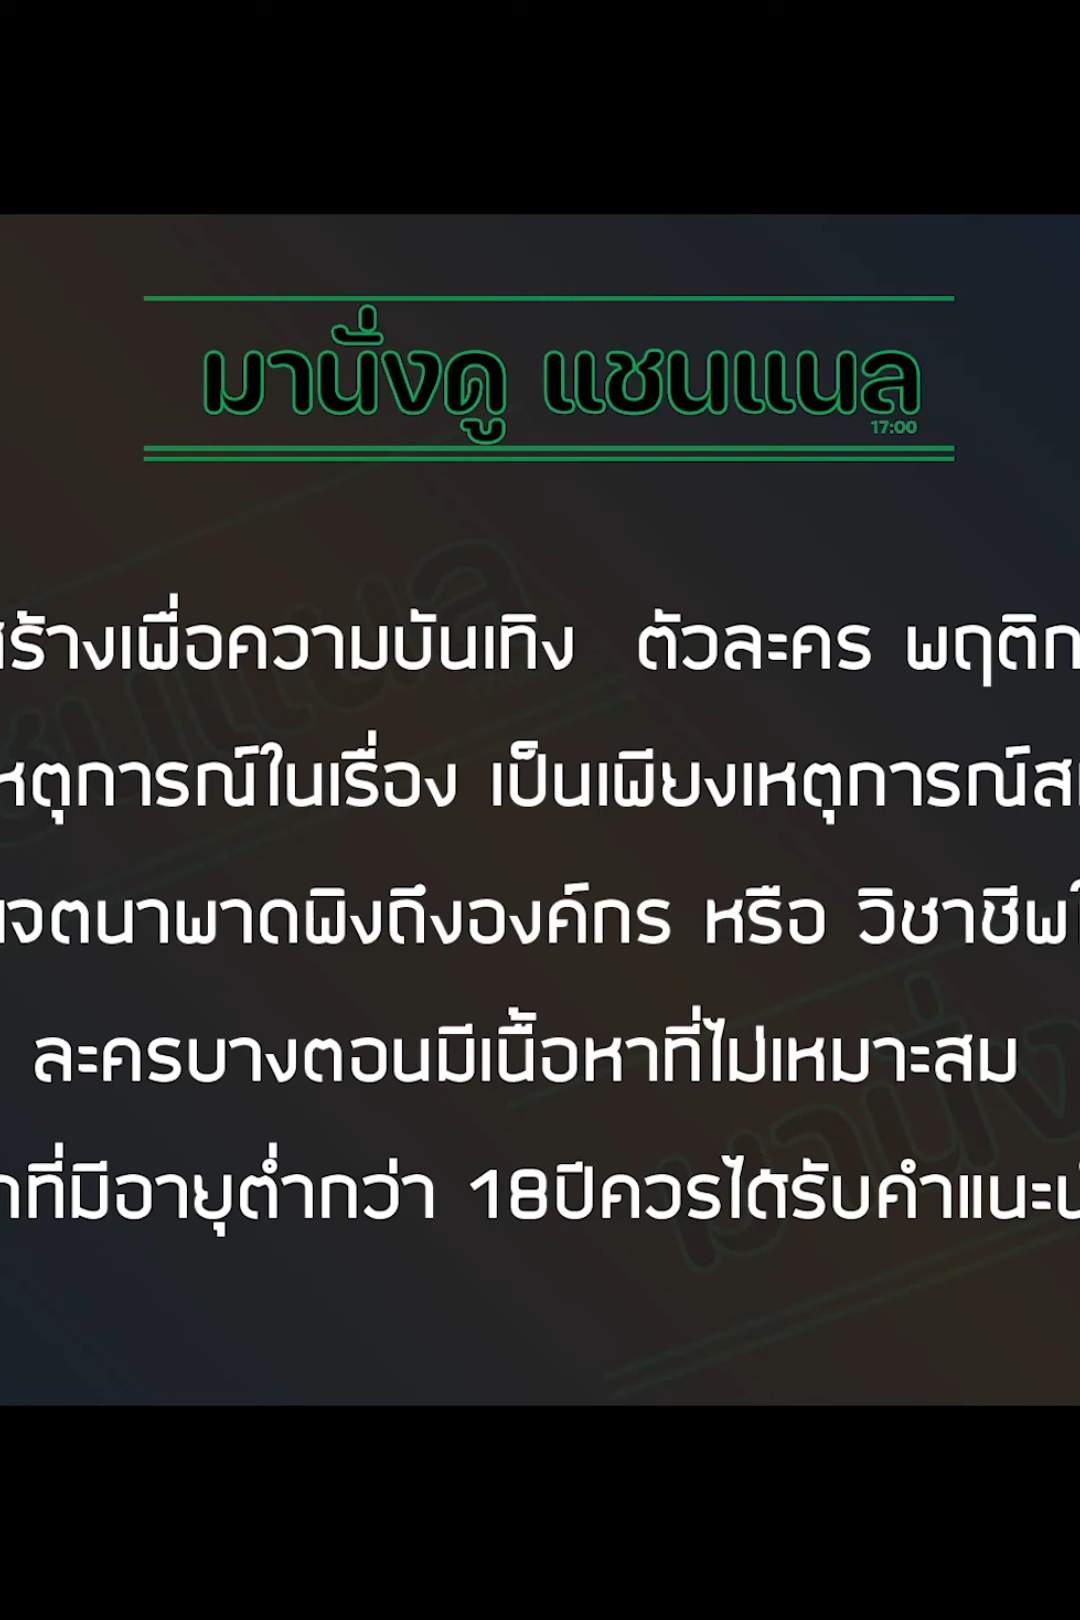 มานั่งดู แชนแนล
17:00
สร้างเพื่อความบันเทิง ตัวละคร พฤติก
หตุการณ์ในเรื่อง เป็นเพียงเหตุการณ์ส
จตนาพาดพิงถึงองค์กร หรือ วิชาชีพ
ละครบางตอนมีเนื้อหาที่ไม่เหมาะสม
ที่มีอายุต่ำกว่า 18ปีควรได้รับคำแนะ